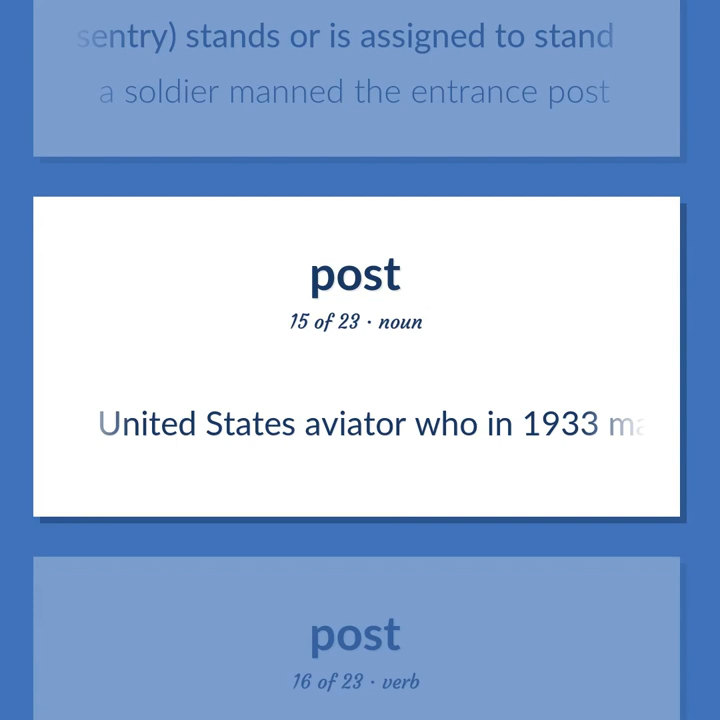 sentry) stands or is assigned to stand
a soldier manned the entrance post
post
15 of 23 · noun
United States aviator who in 1933
post
16 of 23 · verb